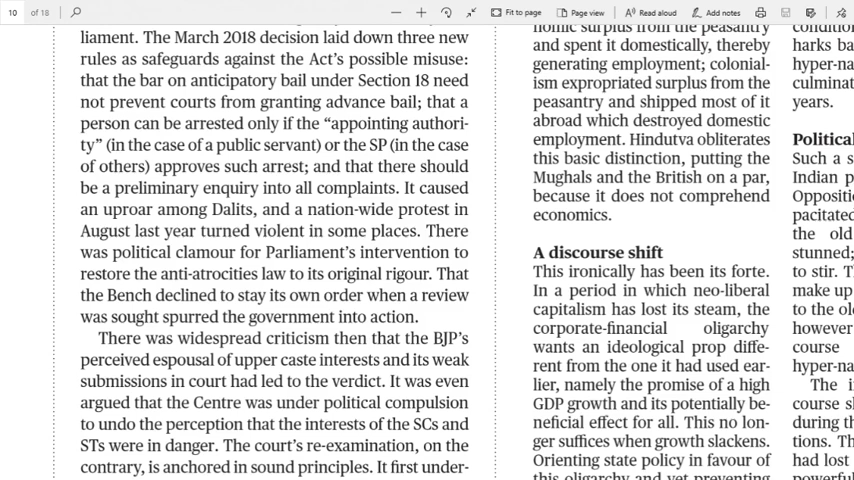 10 of 18
Fit to page
Page view
Read aloud
Add notes
liament. The March 2018 decision laid down three new
rules as safeguards against the Act's possible misuse:
that the bar on anticipatory bail under Section 18 need
not prevent courts from granting advance bail; that a
person can be arrested only if the “appointing authori-
ty” (in the case of a public servant) or the SP (in the case
of others) approves such arrest; and that there should
be a preliminary enquiry into all complaints. It caused
an uproar among Dalits, and a nation-wide protest in
August last year turned violent in some places. There
was political clamour for Parliament's intervention to
restore the anti-atrocities law to its original rigour. That
the Bench declined to stay its own order when a review
was sought spurred the government into action.
There was widespread criticism then that the BJP's
perceived espousal of upper caste interests and its weak
submissions in court had led to the verdict. It was even
argued that the Centre was under political compulsion
to undo the perception that the interests of the SCs and
STs were in danger. The court's re-examination, on the
contrary, is anchored in sound principles. It first under-
nomic surplus from the peasantry
and spent it domestically, thereby
generating employment; colonial-
ism expropriated surplus from the
peasantry and shipped most of it
abroad which destroyed domestic
employment. Hindutva obliterates
this basic distinction, putting the
Mughals and the British on a par,
because it does not comprehend
economics.
A discourse shift
This ironically has been its forte.
In a period in which neo-liberal
capitalism has lost its steam, the
corporate-financial oligarchy
wants an ideological prop diffe-
rent from the one it had used ear-
lier, namely the promise of a high
GDP growth and its potentially be-
neficial effect for all. This no lon-
ger suffices when growth slackens.
Orienting state policy in favour of
this oligarchy and yet preventing
condition
harks ba
hyper-na
culminat
years.
Political
Such a s
Indian p
Oppositi
pacitated
the old
stunned;
to stir. T
make up
to the old
however
course
hyper-na
The i
course sh
during th
tions. Th
had lost
powerful